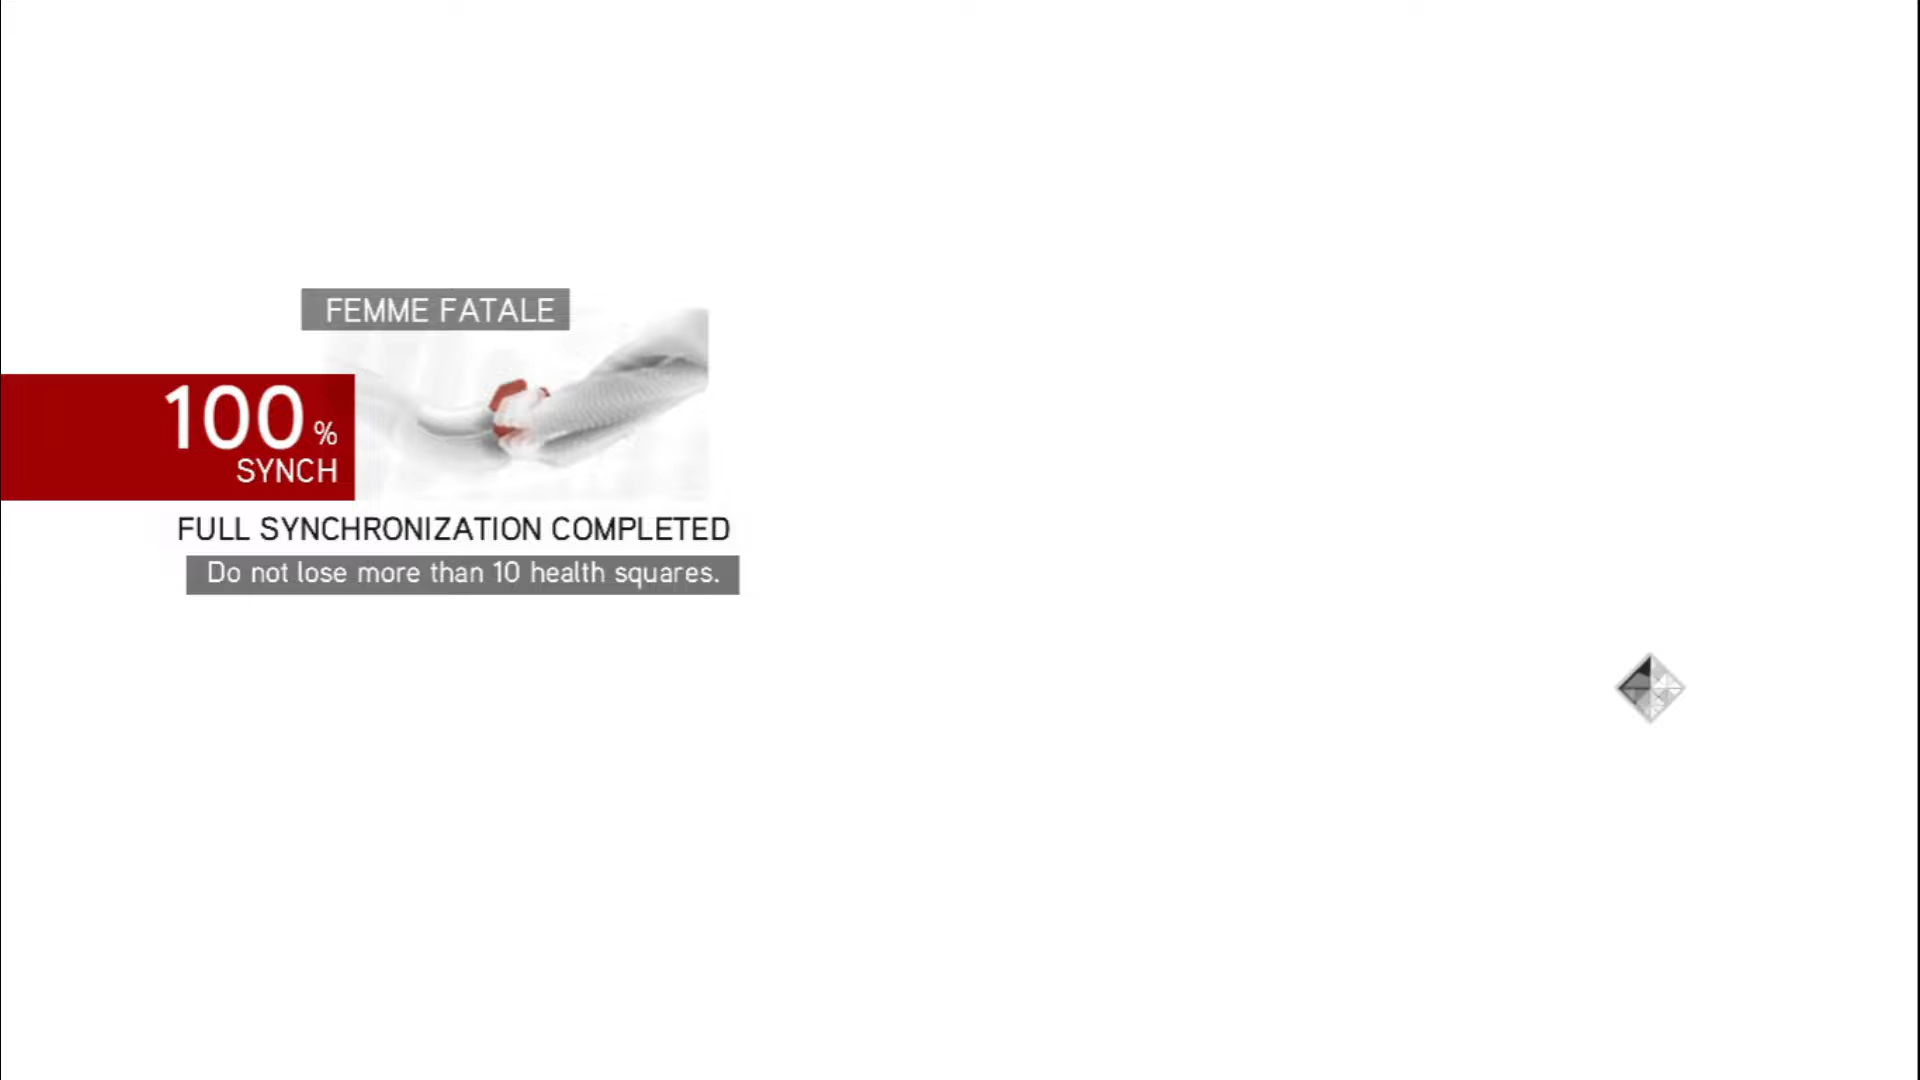 FEMME FATALE
100 %
SYNCH
FULL SYNCHRONIZATION COMPLETED
Do not lose more than 10 health squares.